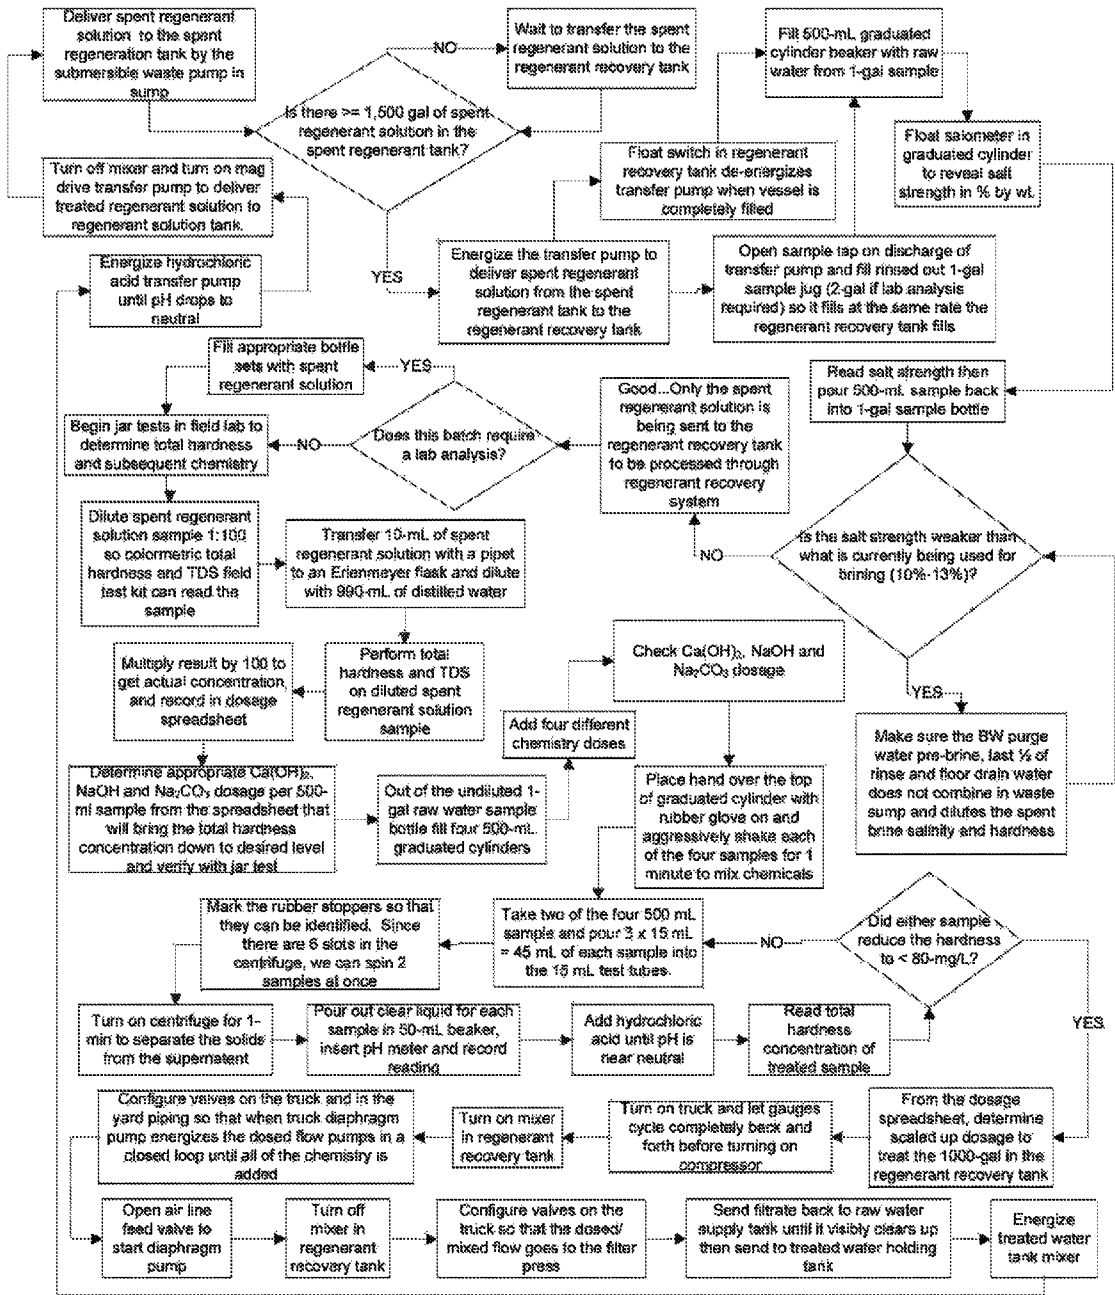 Deliver spent regenerant
solution to the spent
regeneration tank by the
submersible waste pump in
sump
NO
Wait to transfer the spent
regenerant solution to the
regenerant recovery tank
Fill 500-mL graduated
cylinder beaker with raw
water from 1-gal sample
Is there >= 1,500 gal of spent
regenerant solution in the
spent regenerant tank?
Float switch in regenerant
recovery tank de-energizes
transfer pump when vessel is
completely filled
Float salometer in
graduated cylinder
to reveal salt
strength in % by wt.
Turn off mixer and turn on mag
drive transfer pump to deliver
treated regenerant solution to
regenerant solution tank.
YES
Energize the transfer pump to
deliver spent regenerant
solution from the spent
regenerant tank to the
regenerant recovery tank
Open sample tap on discharge of
transfer pump and fill rinsed out 1-gal
sample jug (2-gal if lab analysis
required) so it fills at the same rate the
regenerant recovery tank fills
Energize hydrochloric
acid transfer pump
until pH drops to
neutral
Fill appropriate bottle
sets with spent
regenerant solution
YES
Read salt strength then
pour 500-mL sample back
into 1-gal sample bottle
Begin jar tests in field lab to
determine total hardness
and subsequent chemistry
NO
Does this batch require
a lab analysis?
Good...Only the spent
regenerant solution is
being sent to the
regenerant recovery tank
to be processed through
regenerant recovery
system
Dilute spent regenerant
solution sample 1:100
so colormetric total
hardness and TDS field
test kit can read the
sample
Transfer 10-mL of spent
regenerant solution with a pipet
to an Erlenmeyer flask and dilute
with 990-mL of distilled water
NO
Is the salt strength weaker than
what is currently being used for
brining (10%-13%)?
Multiply result by 100 to
get actual concentration,
and record in dosage
spreadsheet
Perform total
hardness and TDS
on diluted spent
regenerant solution
sample
Check Ca(OH)₂, NaOH and
Na₂CO₃ dosage
YES
Add four different
chemistry doses
Make sure the BW purge
water pre-brine, last ½ of
rinse and floor drain water
does not combine in waste
sump and dilutes the spent
brine salinity and hardness
Determine appropriate Ca(OH)₂,
NaOH and Na₂CO₃ dosage per 500-
ml sample from the spreadsheet that
will bring the total hardness
concentration down to desired level
and verify with jar test
Out of the undiluted 1-
gal raw water sample
bottle fill four 500-mL
graduated cylinders
Place hand over the top
of graduated cylinder with
rubber glove on and
aggressively shake each
of the four samples for 1
minute to mix chemicals
Mark the rubber stoppers so that
they can be identified. Since
there are 6 slots in the
centrifuge, we can spin 2
samples at once
Take two of the four 500 mL
sample and pour 3 x 15 mL
= 45 mL of each sample into
the 15 mL test tubes.
NO
Did either sample
reduce the hardness
to < 80-mg/L?
YES
Turn on centrifuge for 1-
min to separate the solids
from the supernatent
Pour out clear liquid for each
sample in 50-mL beaker,
insert pH meter and record
reading
Add hydrochloric
acid until pH is
near neutral
Read total
hardness
concentration of
treated sample
Configure valves on the truck and in the
yard piping so that when truck diaphragm
pump energizes the dosed flow pumps in a
closed loop until all of the chemistry is
added
Turn on mixer
in regenerant
recovery tank
Turn on truck and let gauges
cycle completely back and
forth before turning on
compressor
From the dosage
spreadsheet, determine
scaled up dosage to
treat the 1000-gal in the
regenerant recovery tank
Open air line
feed valve to
start diaphragm
pump
Turn off
mixer in
regenerant
recovery tank
Configure valves on
the truck so that the dosed/
mixed flow goes to the filter
press
Send filtrate back to raw water
supply tank until it visibly clears up
then send to treated water holding
tank
Energize
treated water
tank mixer